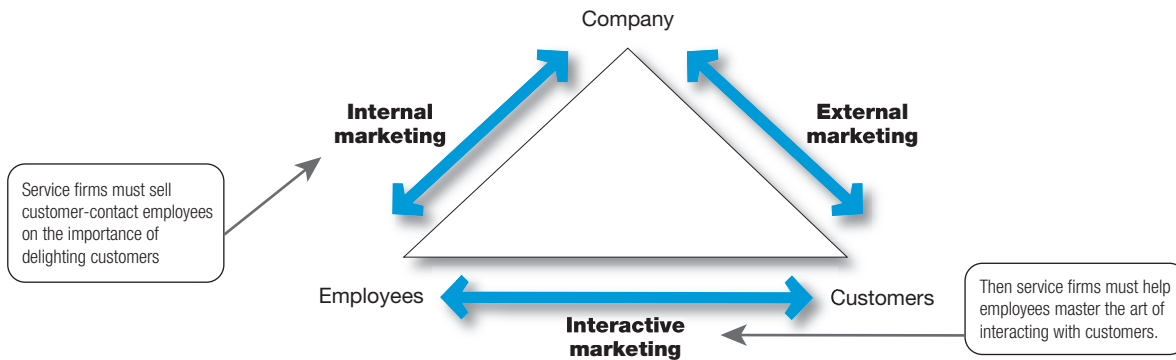 Company
Internal
marketing
External
marketing
Service firms must sell
customer-contact employees
on the importance of
delighting customers
Employees
Customers
Interactive
marketing
Then service firms must help
employees master the art of
interacting with customers.